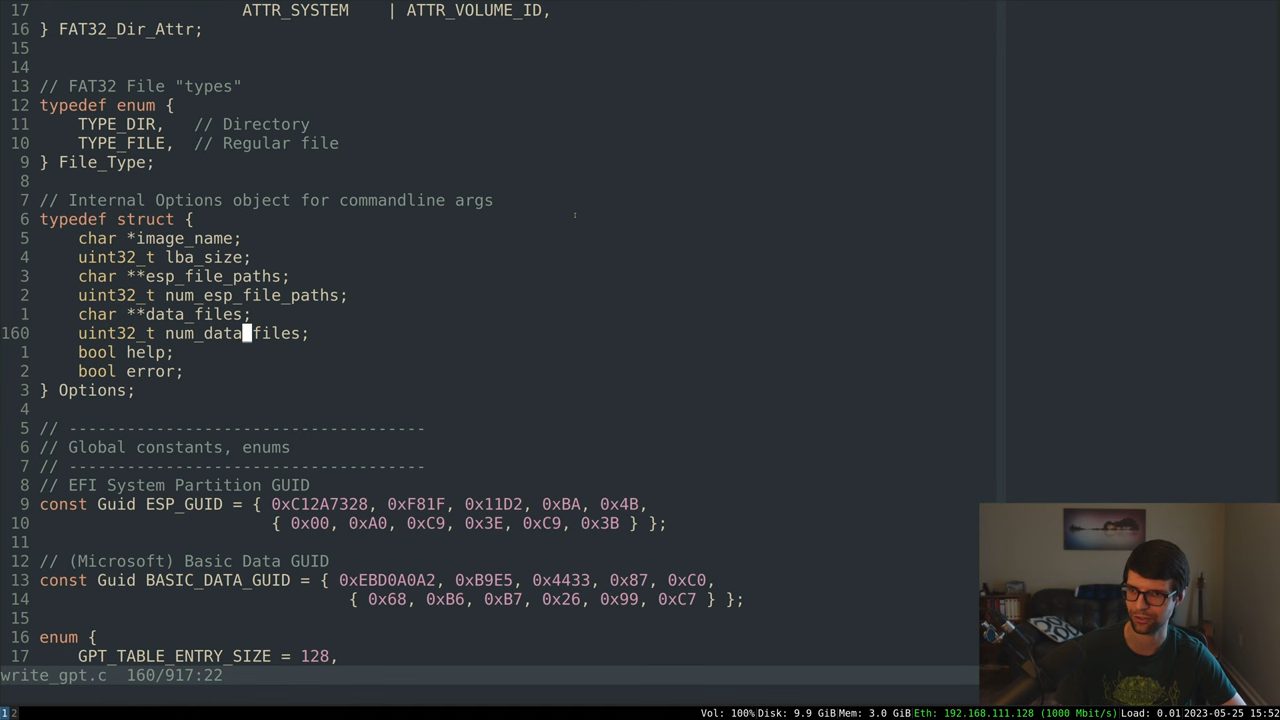 17                      ATTR_SYSTEM    | ATTR_VOLUME_ID,
16 } FAT32_Dir_Attr;
15
14
13 // FAT32 File "types"
12 typedef enum {
11     TYPE_DIR,   // Directory
10     TYPE_FILE,  // Regular file
9 } File_Type;
8
7 // Internal Options object for commandline args
6 typedef struct {
5     char *image_name;
4     uint32_t lba_size;
3     char **esp_file_paths;
2     uint32_t num_esp_file_paths;
1     char **data_files;
160     uint32_t num_data_files;
1     bool help;
2     bool error;
3 } Options;
4
5 // -------------------------------------
6 // Global constants, enums
7 // -------------------------------------
8 // EFI System Partition GUID
9 const Guid ESP_GUID = { 0xC12A7328, 0xF81F, 0x11D2, 0xBA, 0x4B,
10                         { 0x00, 0xA0, 0xC9, 0x3E, 0xC9, 0x3B } };
11
12 // (Microsoft) Basic Data GUID
13 const Guid BASIC_DATA_GUID = { 0xEBD0A0A2, 0xB9E5, 0x4433, 0x87, 0xC0,
14                                 { 0x68, 0xB6, 0xB7, 0x26, 0x99, 0xC7 } };
15
16 enum {
17     GPT_TABLE_ENTRY_SIZE = 128,
write_gpt.c  160/917:22
1 2 Vol: 100% Disk: 9.9 GiB Mem: 3.0 GiB Eth: 192.168.111.128 (1000 Mbit/s) Load: 0.01 2023-05-25 15:52